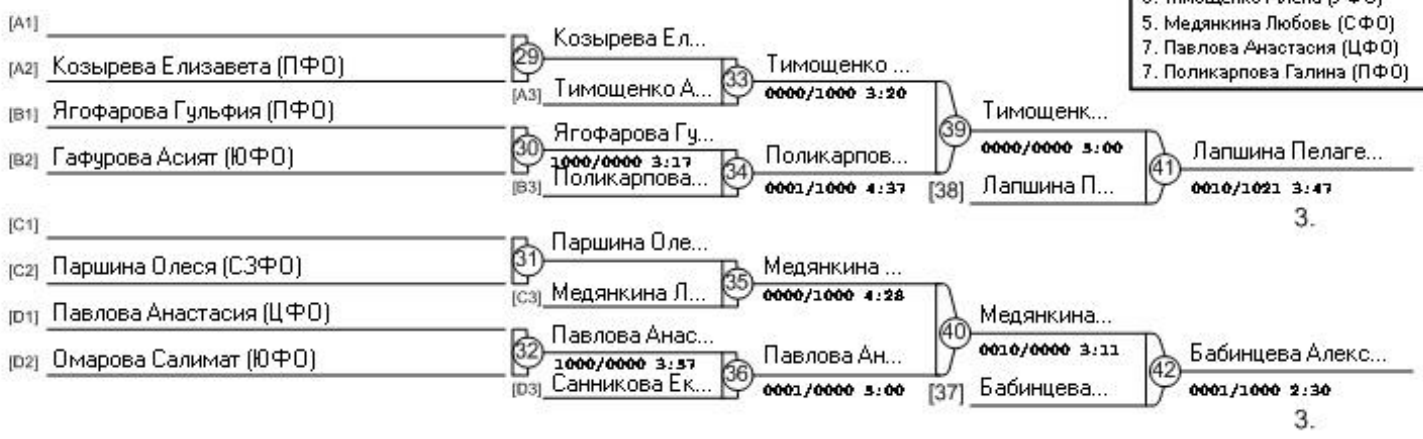 5. Медянкина Любовь (СФО)
7. Павлова Анастасия (ЦФО)
7. Поликарпова Галина (ПФО)
[A1]
[A2] Козырева Елизавета (ПФО)
[B1] Ягофарова Гульфия (ПФО)
[B2] Гафурова Асият (ЮФО)
29
Козырева Ел...
[A3] Тимощенко А...
30
Ягофарова Гу...
1000/0000 3:17
[B3] Поликарпова...
33
Тимощенко ...
0000/1000 3:20
34
Поликарпов...
0001/1000 4:37
39
Тимощенк...
0000/0000 5:00
[38] Лапшина П...
41
Лапшина Пелаге...
0010/1021 3:47
3.
[C1]
[C2] Паршина Олеся (СЗФО)
[D1] Павлова Анастасия (ЦФО)
[D2] Омарова Салимат (ЮФО)
31
Паршина Оле...
[C3] Медянкина Л...
32
Павлова Анас...
1000/0000 3:57
[D3] Санникова Ек...
35
Медянкина ...
0000/1000 4:28
36
Павлова Ан...
0001/0000 5:00
40
Медянкина...
0010/0000 3:11
[37] Бабинцева...
42
Бабинцева Алекс...
0001/1000 2:30
3.